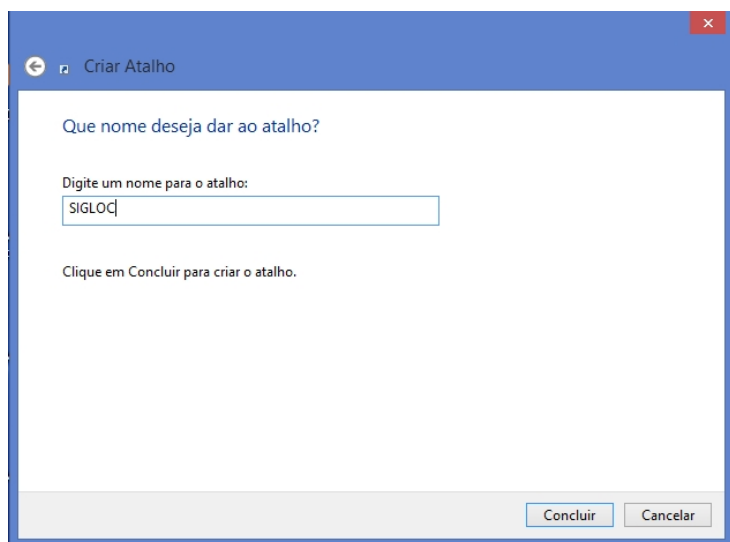 Criar Atalho
Que nome deseja dar ao atalho?
Digite um nome para o atalho:
SIGLOC
Clique em Concluir para criar o atalho.
Concluir Cancelar